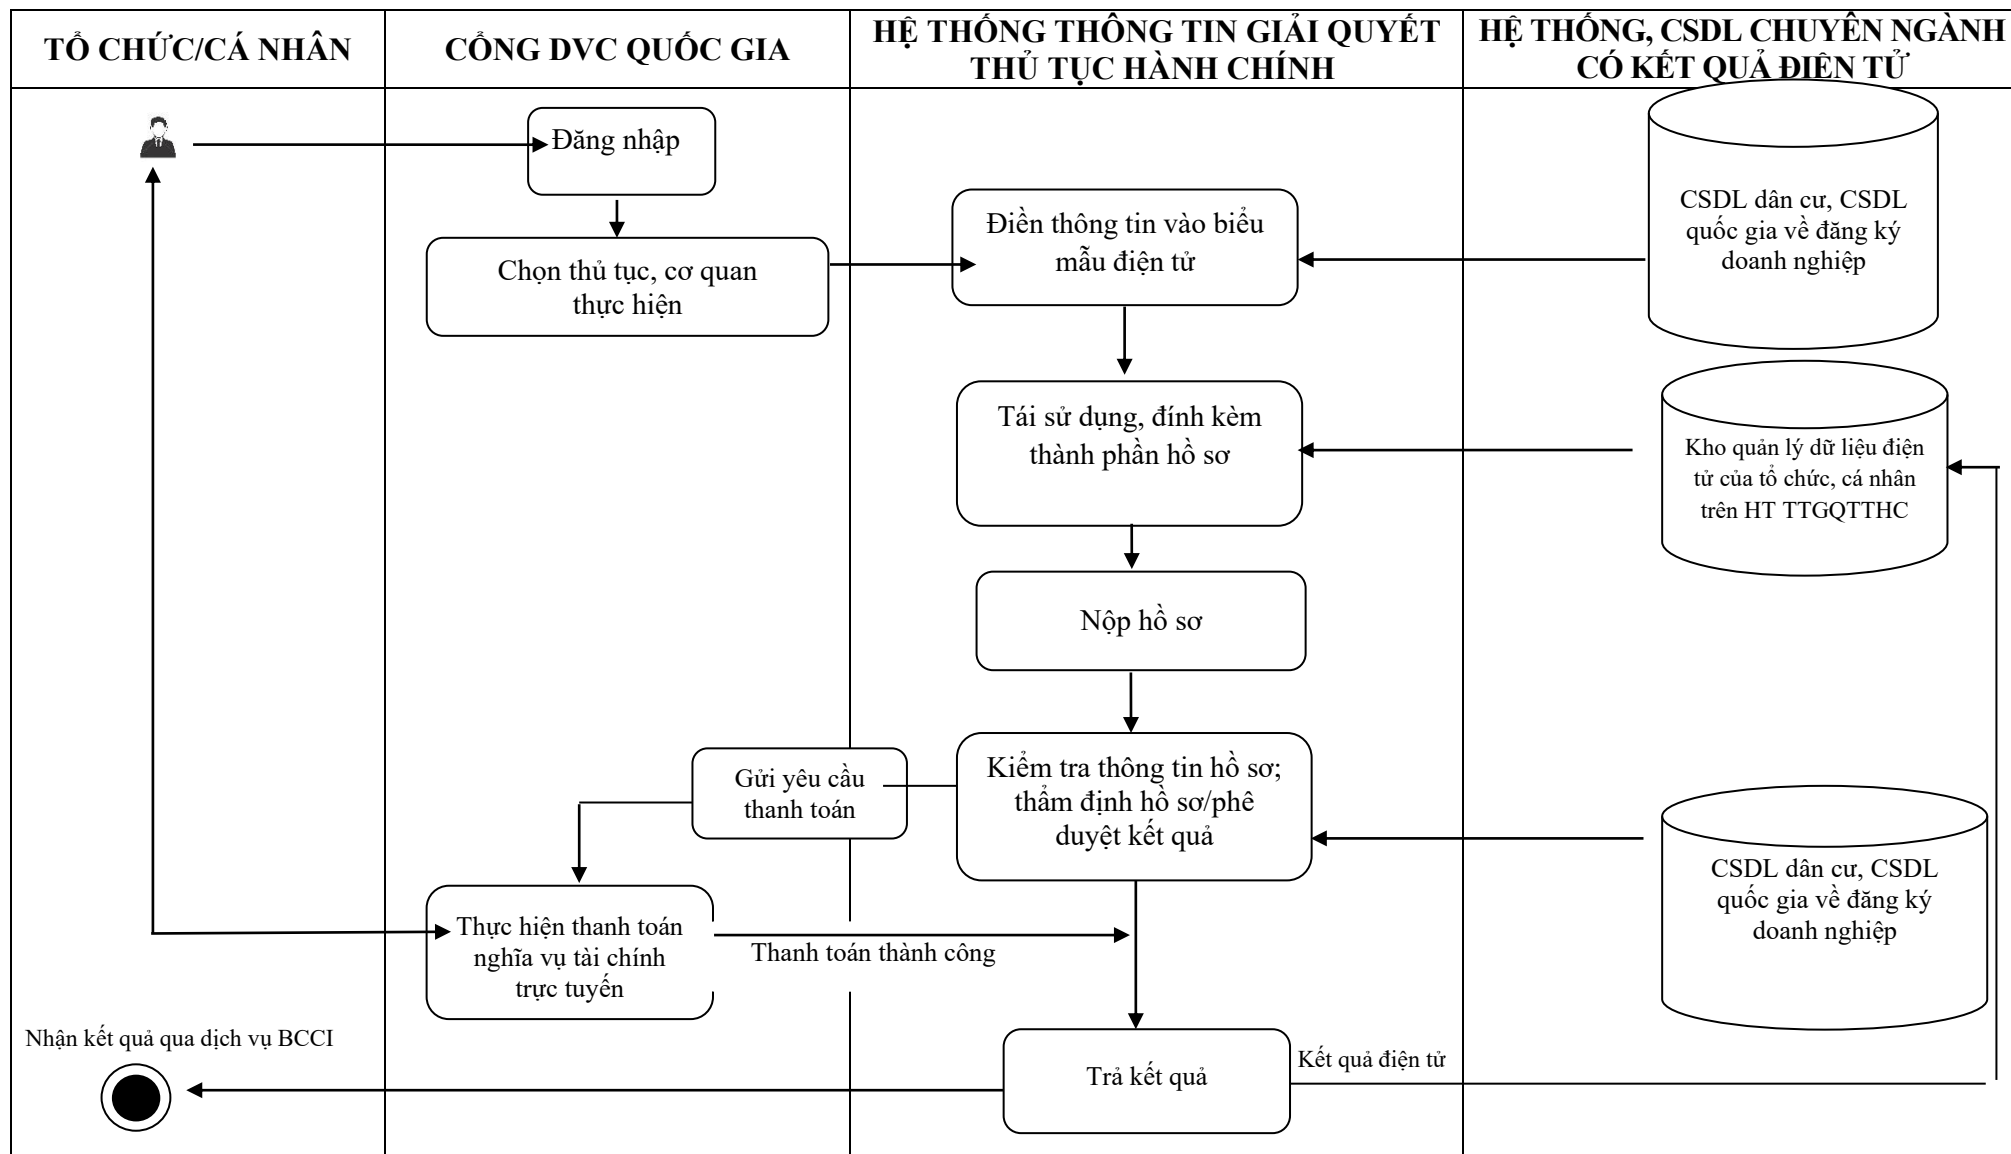 TỔ CHỨC/CÁ NHÂN
CỔNG DVC QUỐC GIA
HỆ THỐNG THÔNG TIN GIẢI QUYẾT
THỦ TỤC HÀNH CHÍNH
HỆ THỐNG, CSDL CHUYÊN NGÀNH
CÓ KẾT QUẢ ĐIỆN TỬ
Đăng nhập
Chọn thủ tục, cơ quan
thực hiện
Điền thông tin vào biểu
mẫu điện tử
CSDL dân cư, CSDL
quốc gia về đăng ký
doanh nghiệp
Tái sử dụng, đính kèm
thành phần hồ sơ
Kho quản lý dữ liệu điện
tử của tổ chức, cá nhân
trên HT TTGQTTHC
Nộp hồ sơ
Gửi yêu cầu
thanh toán
Kiểm tra thông tin hồ sơ;
thẩm định hồ sơ/phê
duyệt kết quả
CSDL dân cư, CSDL
quốc gia về đăng ký
doanh nghiệp
Thực hiện thanh toán
nghĩa vụ tài chính
trực tuyến
Thanh toán thành công
Nhận kết quả qua dịch vụ BCCI
Trả kết quả
Kết quả điện tử